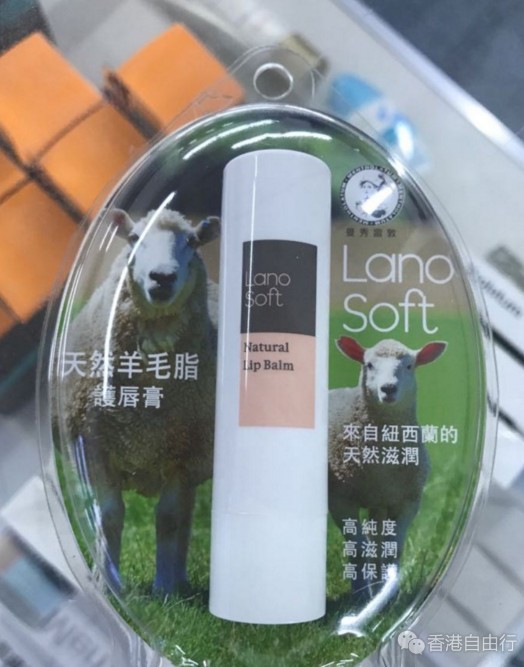 MENTHOLATUM
曼秀雷敦
Lano
Soft
Lano
Soft
Natural
Lip Balm
天然羊毛脂
護唇膏
來自紐西蘭的
天然滋潤
高純度
高滋潤
高保護
香港自由行